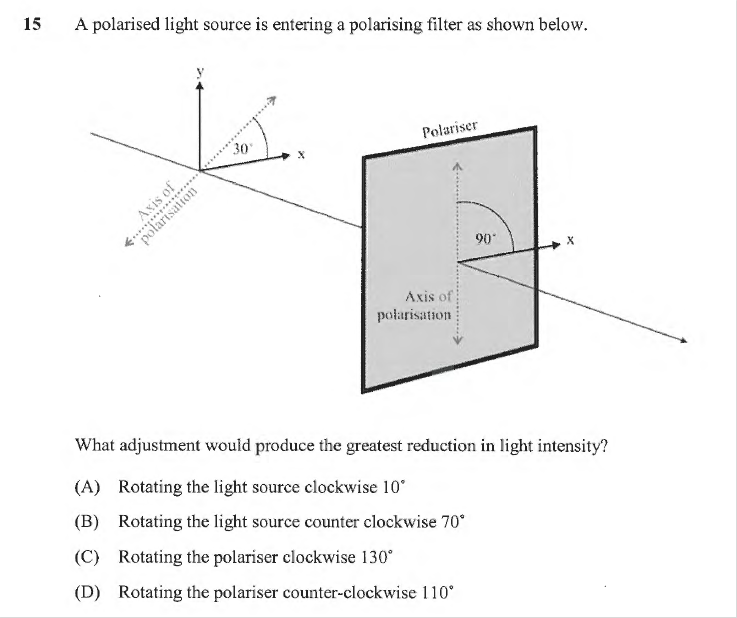 15 A polarised light source is entering a polarising filter as shown below.
y
30°
x
Axis of
polarisation
Polariser
90°
x
Axis of
polarisation
What adjustment would produce the greatest reduction in light intensity?
(A) Rotating the light source clockwise 10°
(B) Rotating the light source counter clockwise 70°
(C) Rotating the polariser clockwise 130°
(D) Rotating the polariser counter-clockwise 110°